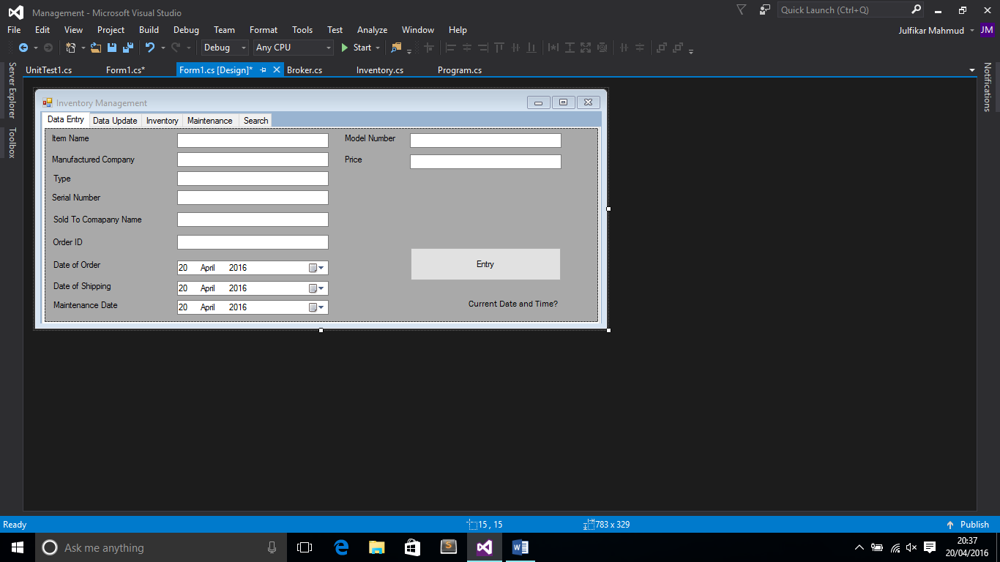 Management - Microsoft Visual Studio
Quick Launch (Ctrl+Q)
File Edit View Project Build Debug Team Format Tools Test Analyze Window Help
Julfikar Mahmud JM
Debug Any CPU Start
UnitTest1.cs Form1.cs* Form1.cs [Design]* Broker.cs Inventory.cs Program.cs
Server Explorer
Toolbox
Notifications
Inventory Management
Data Entry Data Update Inventory Maintenance Search
Item Name Model Number
Manufactured Company Price
Type
Serial Number
Sold To Comapany Name
Order ID
Date of Order 20 April 2016
Entry
Date of Shipping 20 April 2016
Maintenance Date 20 April 2016
Current Date and Time?
Ready 15 , 15 783 x 329 Publish
Ask me anything
S
W
20:37
20/04/2016